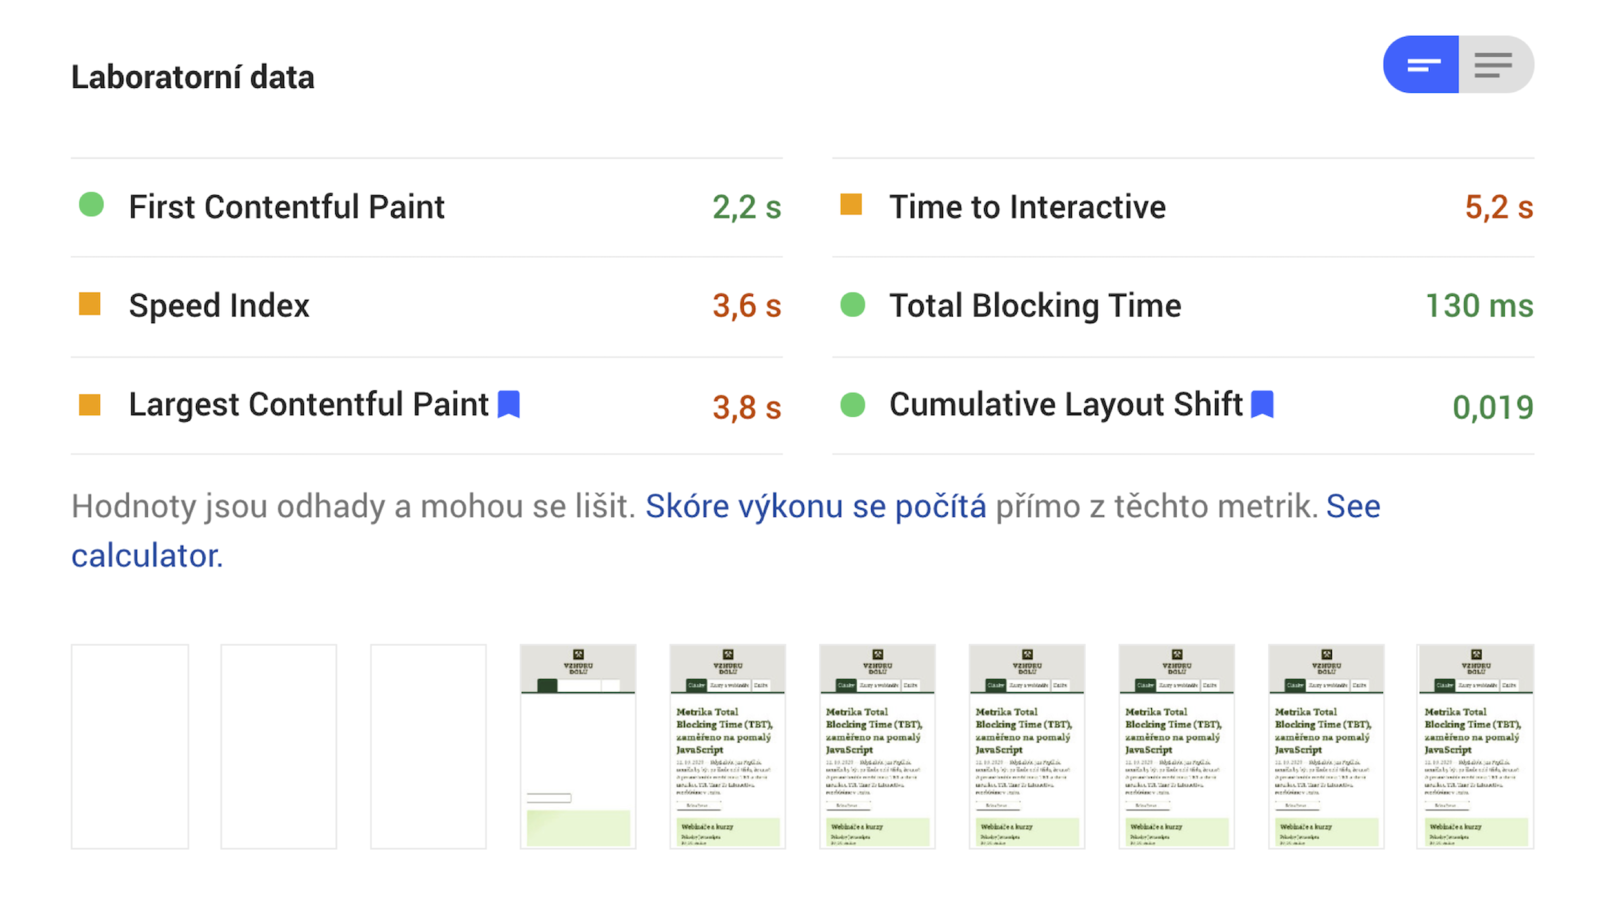 Laboratorní data
First Contentful Paint 2,2 s
Time to Interactive 5,2 s
Speed Index 3,6 s
Total Blocking Time 130 ms
Largest Contentful Paint 3,8 s
Cumulative Layout Shift 0,019
Hodnoty jsou odhady a mohou se lišit. Skóre výkonu se počítá přímo z těchto metrik. See
calculator.
VZHŮRU
DOLŮ
VZHŮRU
DOLŮ
Metrika Total
Blocking Time (TBT),
zaměřeno na pomalý
JavaScript
Webináře a kurzy
VZHŮRU
DOLŮ
Metrika Total
Blocking Time (TBT),
zaměřeno na pomalý
JavaScript
Webináře a kurzy
VZHŮRU
DOLŮ
Metrika Total
Blocking Time (TBT),
zaměřeno na pomalý
JavaScript
Webináře a kurzy
VZHŮRU
DOLŮ
Metrika Total
Blocking Time (TBT),
zaměřeno na pomalý
JavaScript
Webináře a kurzy
VZHŮRU
DOLŮ
Metrika Total
Blocking Time (TBT),
zaměřeno na pomalý
JavaScript
Webináře a kurzy
VZHŮRU
DOLŮ
Metrika Total
Blocking Time (TBT),
zaměřeno na pomalý
JavaScript
Webináře a kurzy